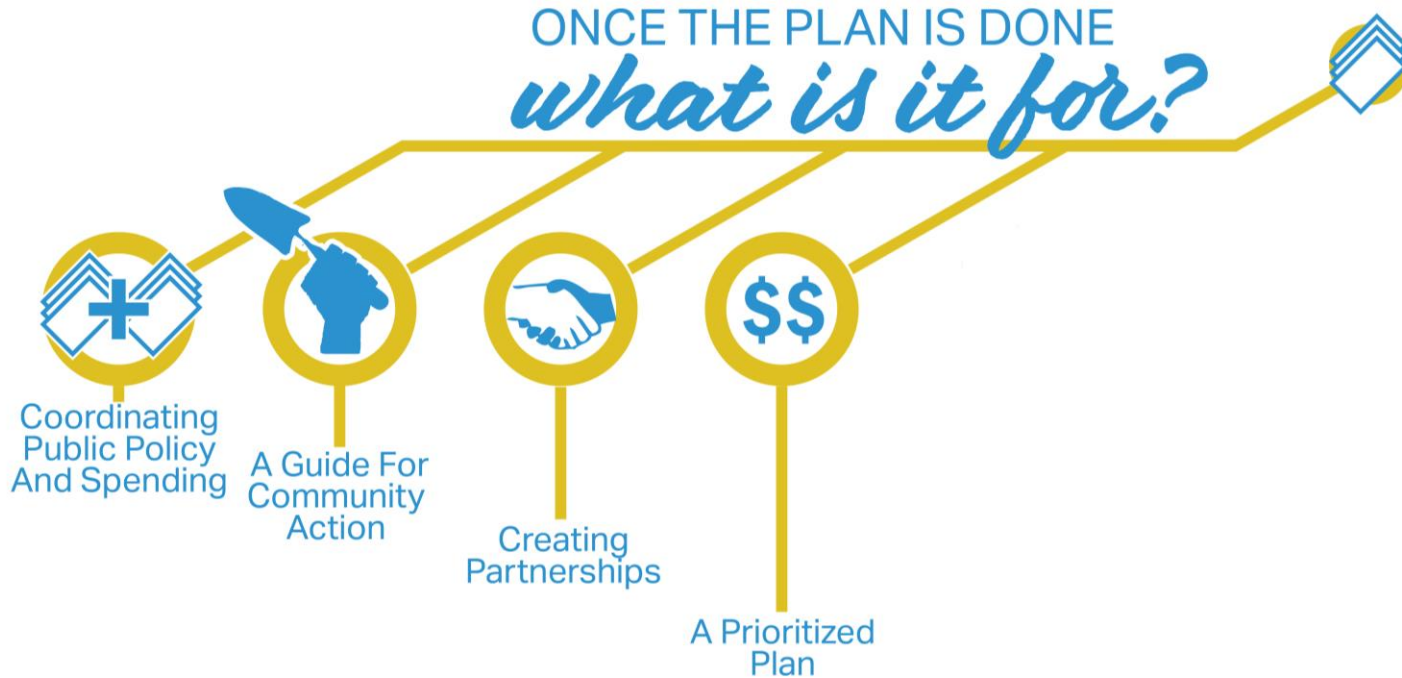 ONCE THE PLAN IS DONE
what is it for?
$$
Coordinating
Public Policy
And Spending
A Guide For
Community
Action
Creating
Partnerships
A Prioritized
Plan